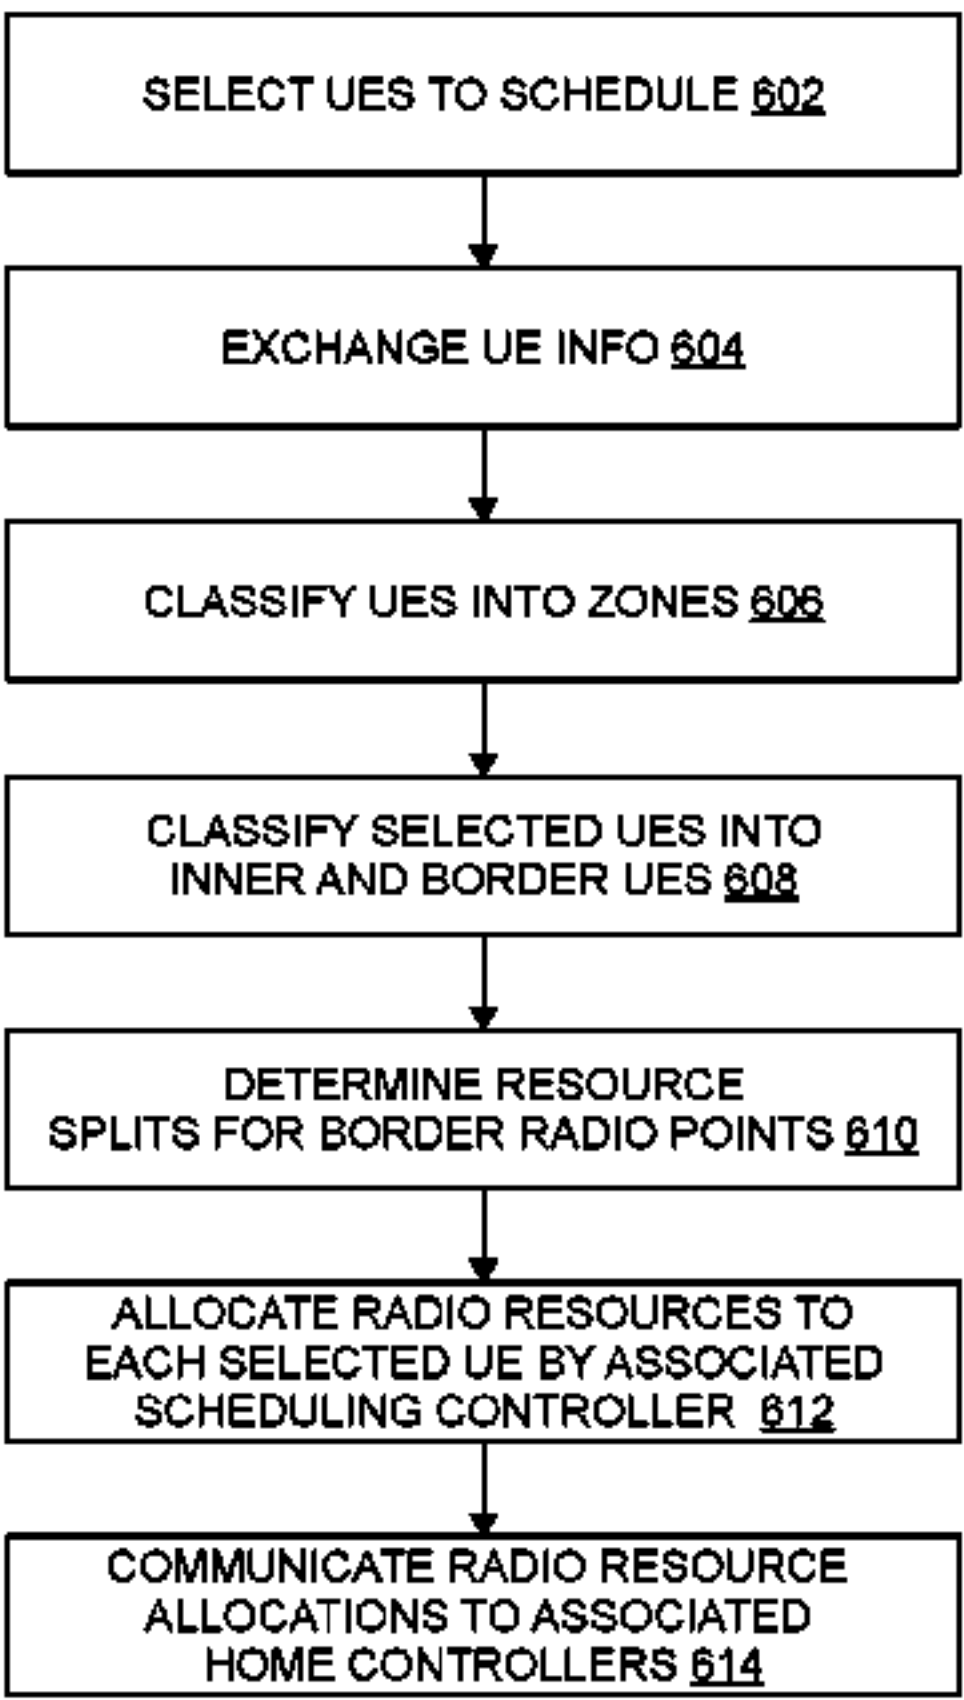 SELECT UES TO SCHEDULE 602
EXCHANGE UE INFO 604
CLASSIFY UES INTO ZONES 606
CLASSIFY SELECTED UES INTO
INNER AND BORDER UES 608
DETERMINE RESOURCE
SPLITS FOR BORDER RADIO POINTS 610
ALLOCATE RADIO RESOURCES TO
EACH SELECTED UE BY ASSOCIATED
SCHEDULING CONTROLLER 612
COMMUNICATE RADIO RESOURCE
ALLOCATIONS TO ASSOCIATED
HOME CONTROLLERS 614